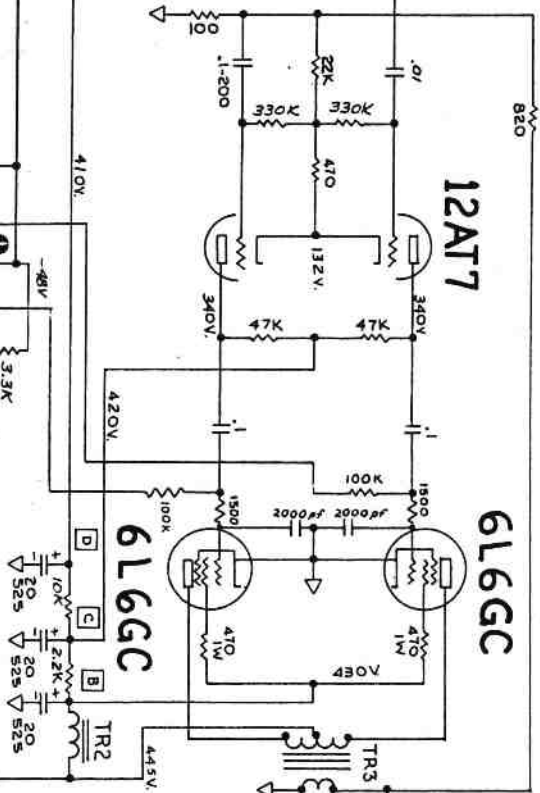 100
.1-200
22K
.01
820
330K
330K
470
12AT7
410V.
132V.
-48V
340V.
340V
47K
47K
3.3K
420V.
.1
.1
100K
100K
1500
1500
2000pf
2000pf
6L6GC
6L6GC
D
20
525
10K
C
470
1W
470
1W
20
525
2.2K
430V.
B
20
525
TR2
TR3
445V.